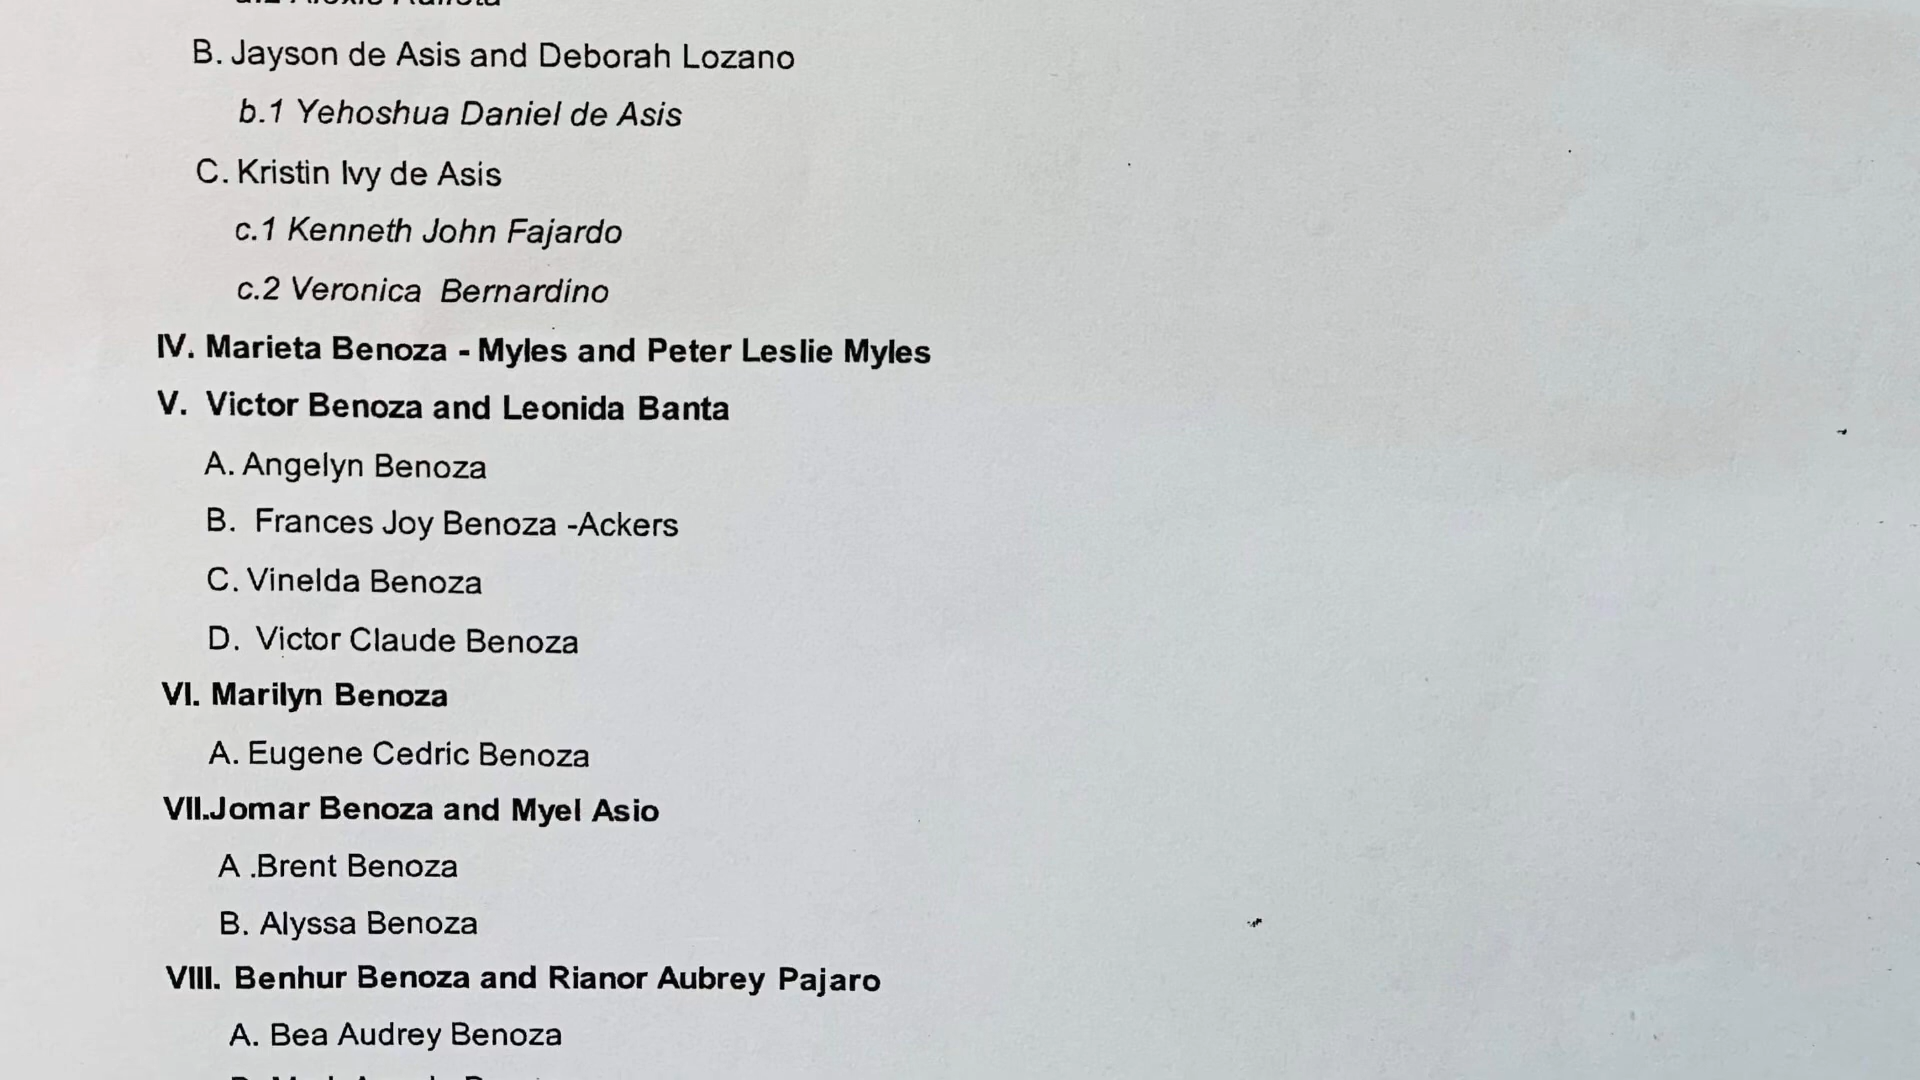 B. Jayson de Asis and Deborah Lozano
b.1 Yehoshua Daniel de Asis
C. Kristin Ivy de Asis
c.1 Kenneth John Fajardo
c.2 Veronica Bernardino
IV. Marieta Benoza - Myles and Peter Leslie Myles
V. Victor Benoza and Leonida Banta
A. Angelyn Benoza
B. Frances Joy Benoza -Ackers
C. Vinelda Benoza
D. Victor Claude Benoza
VI. Marilyn Benoza
A. Eugene Cedric Benoza
VII.Jomar Benoza and Myel Asio
A .Brent Benoza
B. Alyssa Benoza
VIII. Benhur Benoza and Rianor Aubrey Pajaro
A. Bea Audrey Benoza